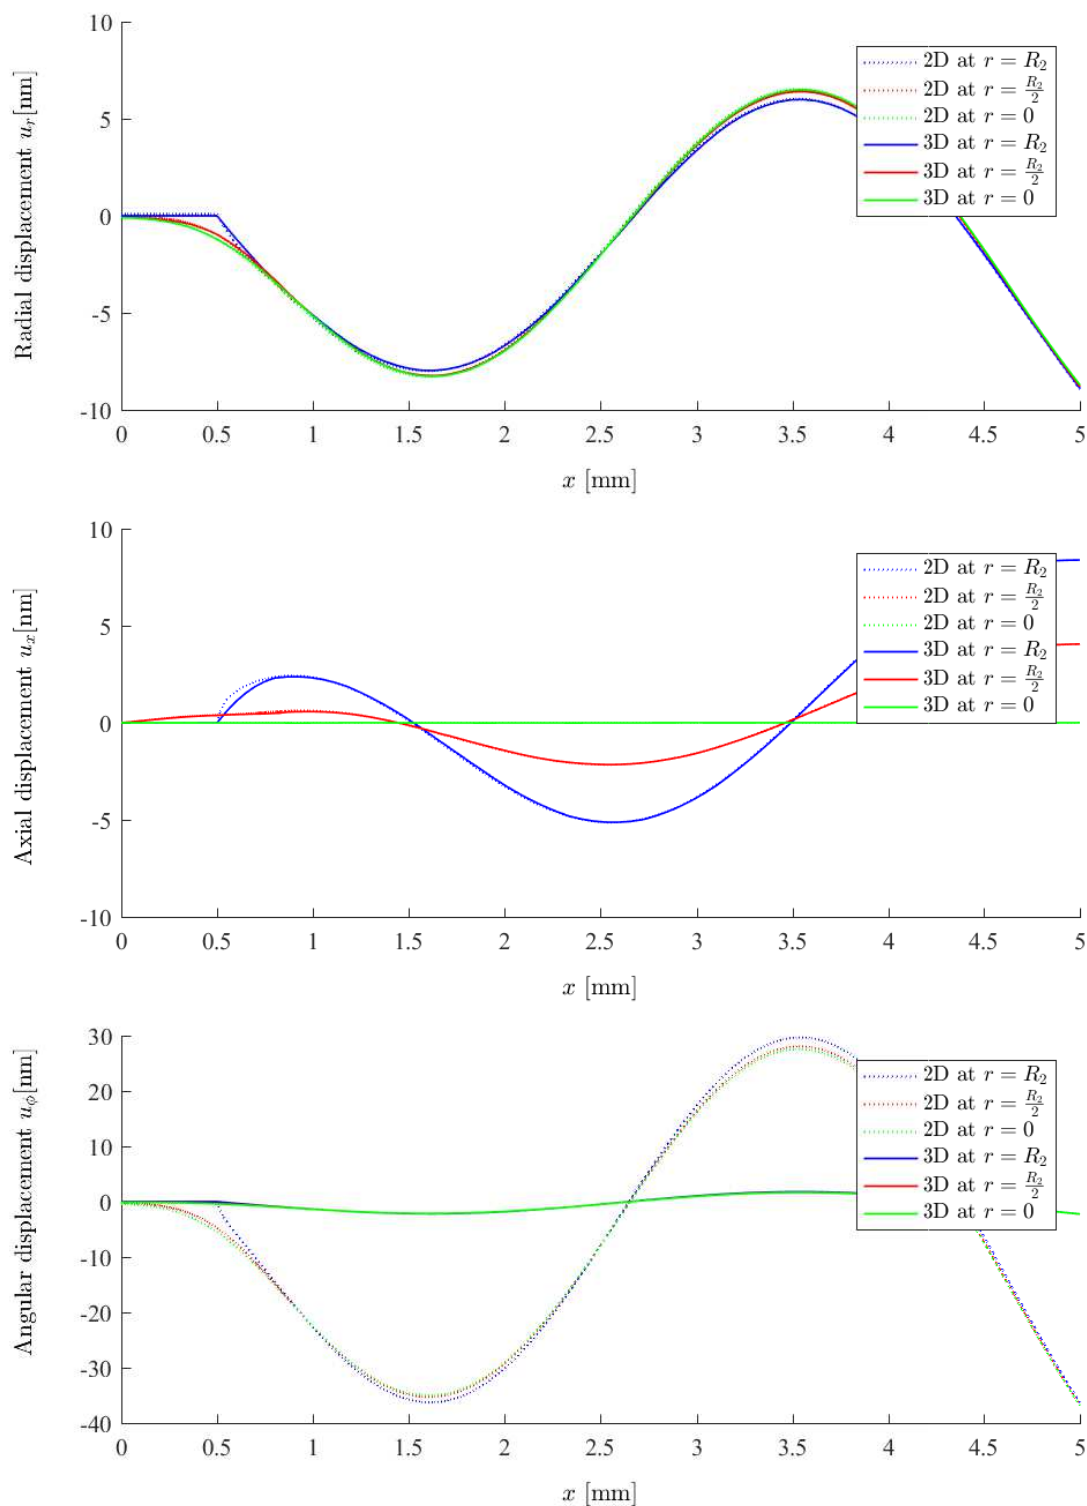 Radial displacement u_r[nm]
10
5
0
-5
-10
0 0.5 1 1.5 2 2.5 3 3.5 4 4.5 5
x [mm]
2D at r = R_2
2D at r = R_2/2
2D at r = 0
3D at r = R_2
3D at r = R_2/2
3D at r = 0
Axial displacement u_x[nm]
10
5
0
-5
-10
0 0.5 1 1.5 2 2.5 3 3.5 4 4.5 5
x [mm]
2D at r = R_2
2D at r = R_2/2
2D at r = 0
3D at r = R_2
3D at r = R_2/2
3D at r = 0
Angular displacement u_ϕ[nm]
30
20
10
0
-10
-20
-30
-40
0 0.5 1 1.5 2 2.5 3 3.5 4 4.5 5
x [mm]
2D at r = R_2
2D at r = R_2/2
2D at r = 0
3D at r = R_2
3D at r = R_2/2
3D at r = 0